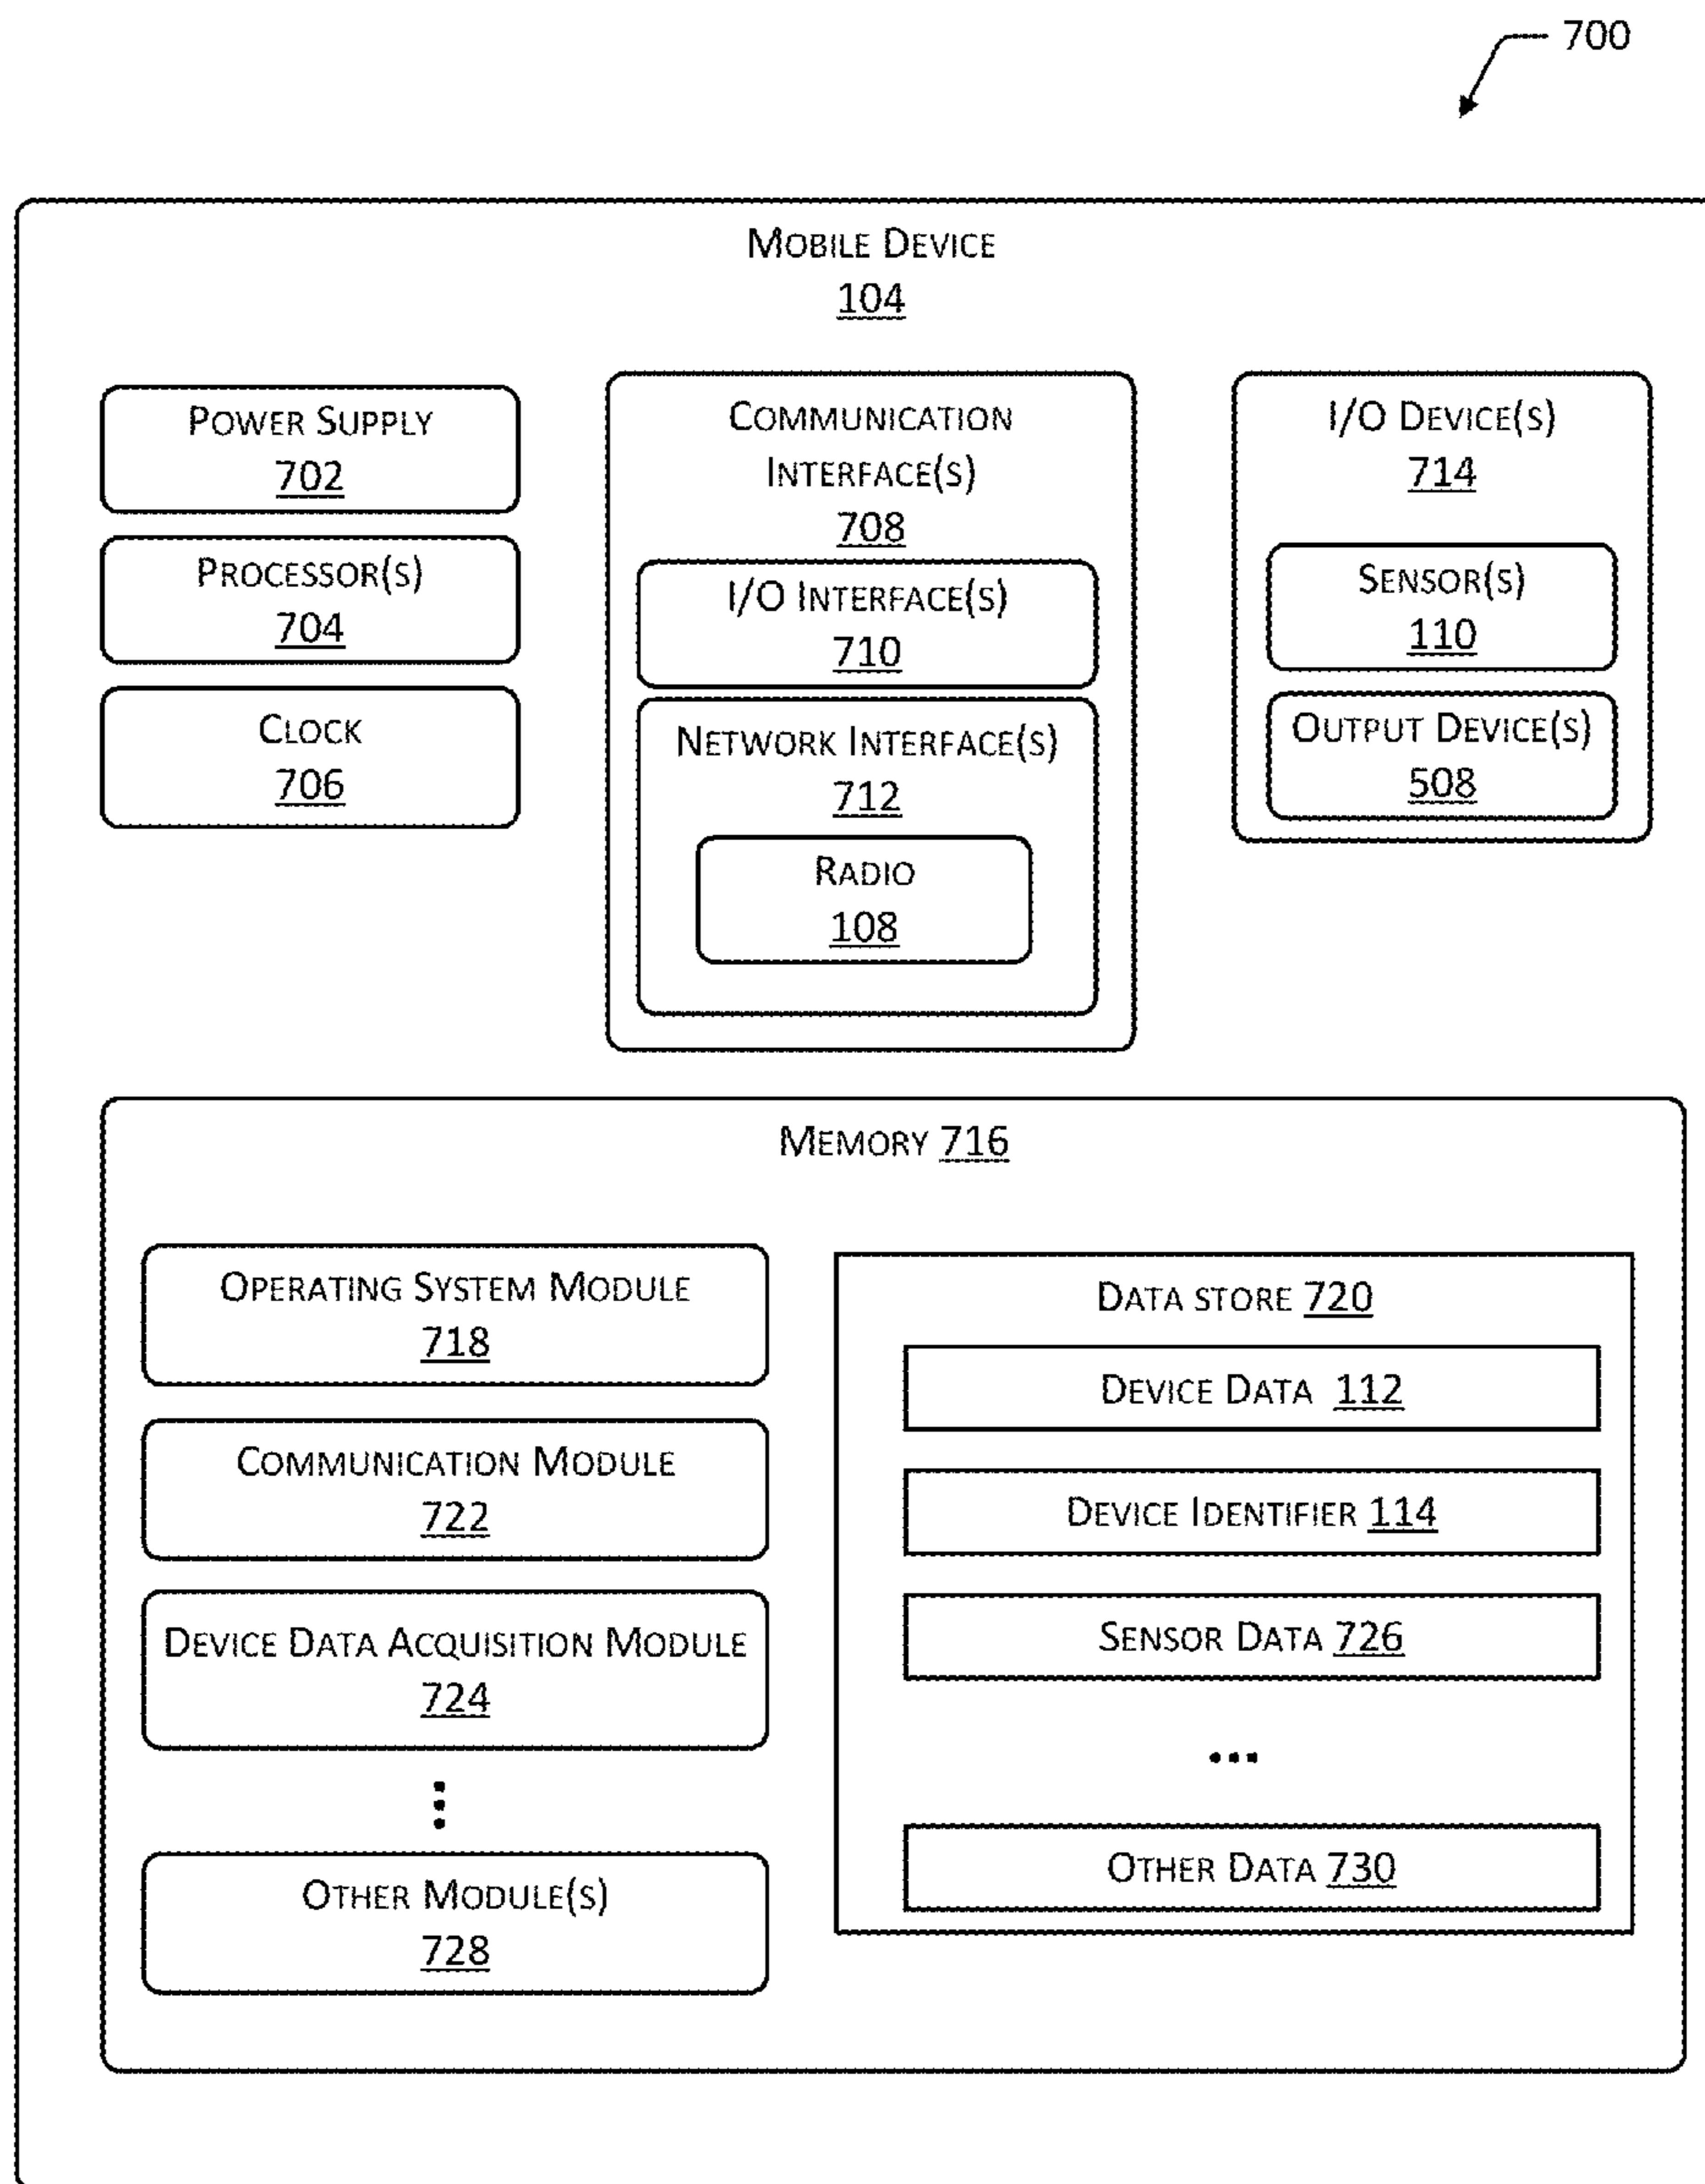 700
Mobile Device
104
Power Supply
702
Processor(s)
704
Clock
706
Communication
Interface(s)
708
I/O Interface(s)
710
Network Interface(s)
712
Radio
108
I/O Device(s)
714
Sensor(s)
110
Output Device(s)
508
Memory 716
Operating System Module
718
Communication Module
722
Device Data Acquisition Module
724
⋮
Other Module(s)
728
Data store 720
Device Data 112
Device Identifier 114
Sensor Data 726
...
Other Data 730